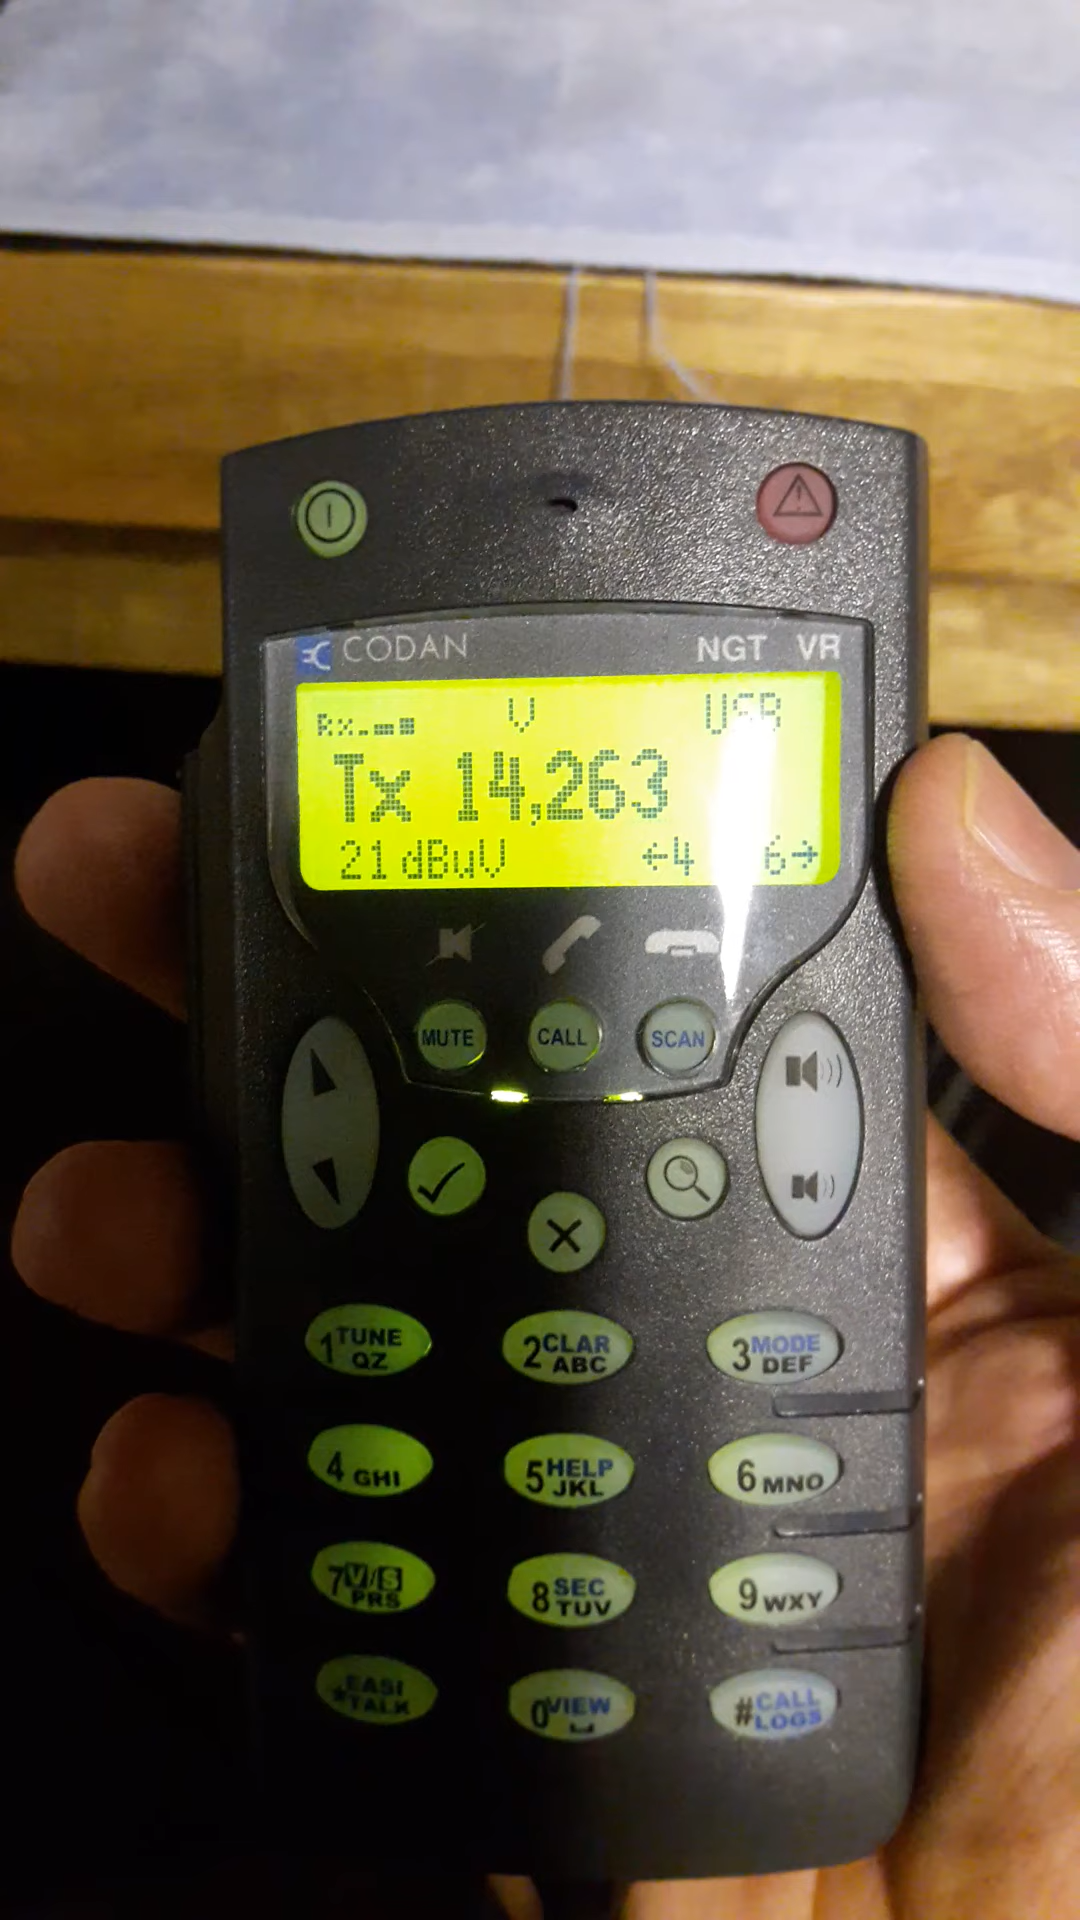 CODAN NGT VR
Rx V USB
Tx 14,263
21 dBuV ←4 6→
MUTE CALL SCAN
1 TUNE QZ
2 CLAR ABC
3 MODE DEF
4 GHI
5 HELP JKL
6 MNO
7 V/S PRS
8 SEC TUV
9 WXY
* EASI TALK
0 VIEW
# CALL LOGS